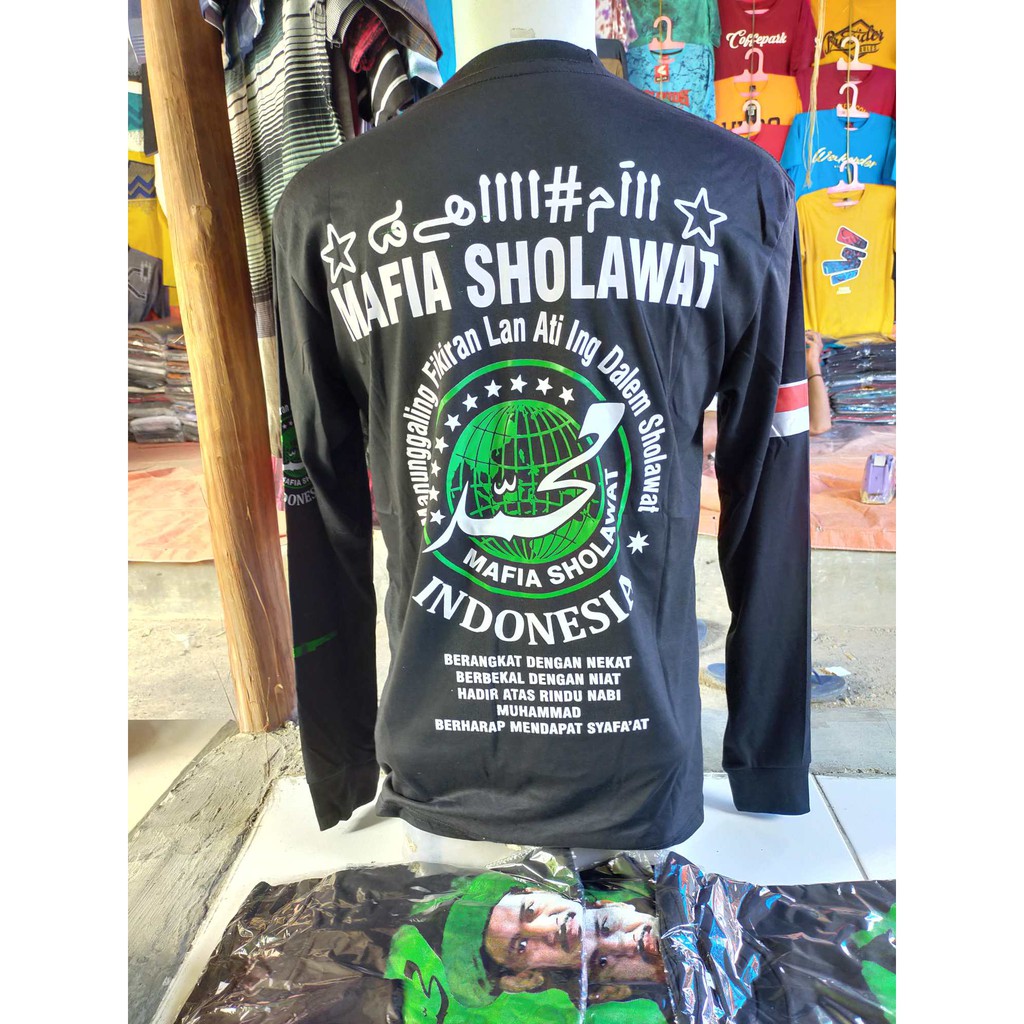 MAFIA SHOLAWAT
Manunggaling Fikiran Lan Ati Ing Dalem Sholawat
محمد
MAFIA SHOLAWAT
INDONESIA
BERANGKAT DENGAN NEKAT
BERBEKAL DENGAN NIAT
HADIR ATAS RINDU NABI
MUHAMMAD
BERHARAP MENDAPAT SYAFA'AT
Coffeepark